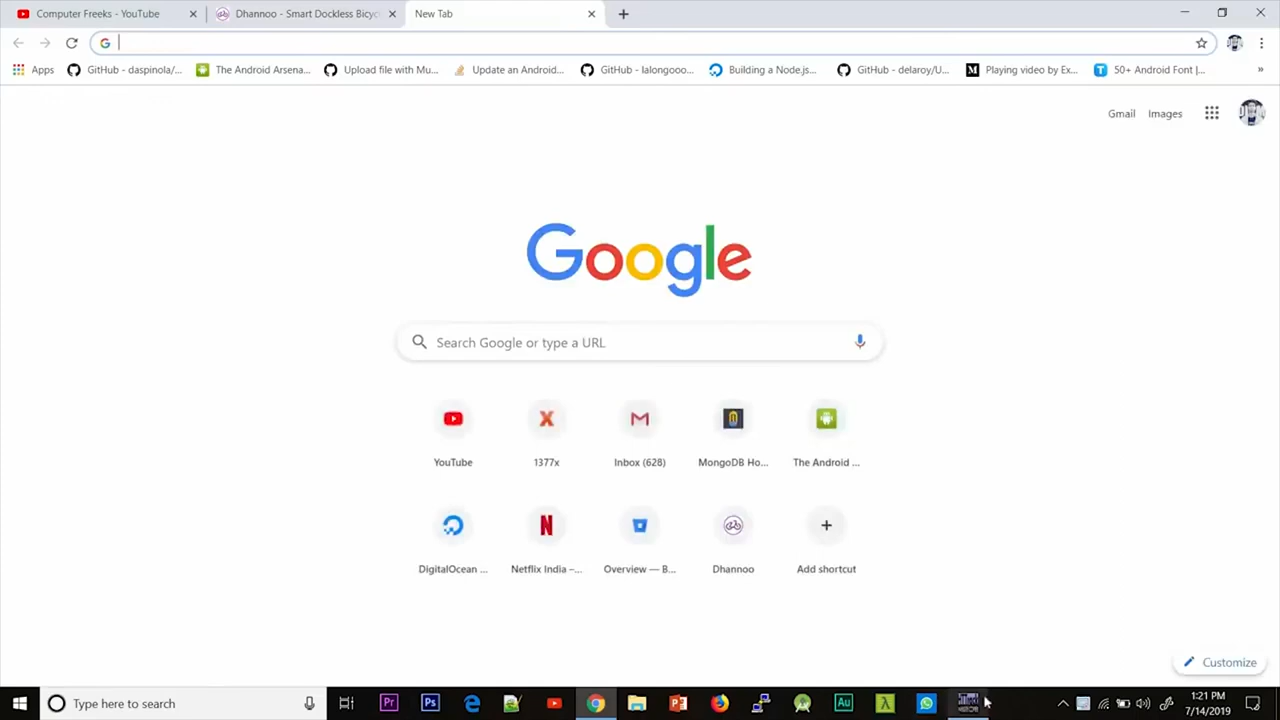 Computer Freeks - YouTube
Dhannoo - Smart Dockless Bicyc
New Tab
Apps
GitHub - daspinola/...
The Android Arsena...
Upload file with Mu...
Update an Android...
GitHub - lalongooo...
Building a Node.js...
GitHub - delaroy/U...
Playing video by Ex...
50+ Android Font |...
»
Gmail
Images
Google
Search Google or type a URL
YouTube
1377x
Inbox (628)
MongoDB Ho...
The Android ...
DigitalOcean ...
Netflix India –...
Overview — B...
Dhannoo
Add shortcut
Customize
Type here to search
Pr
Ps
Au
1:21 PM
7/14/2019